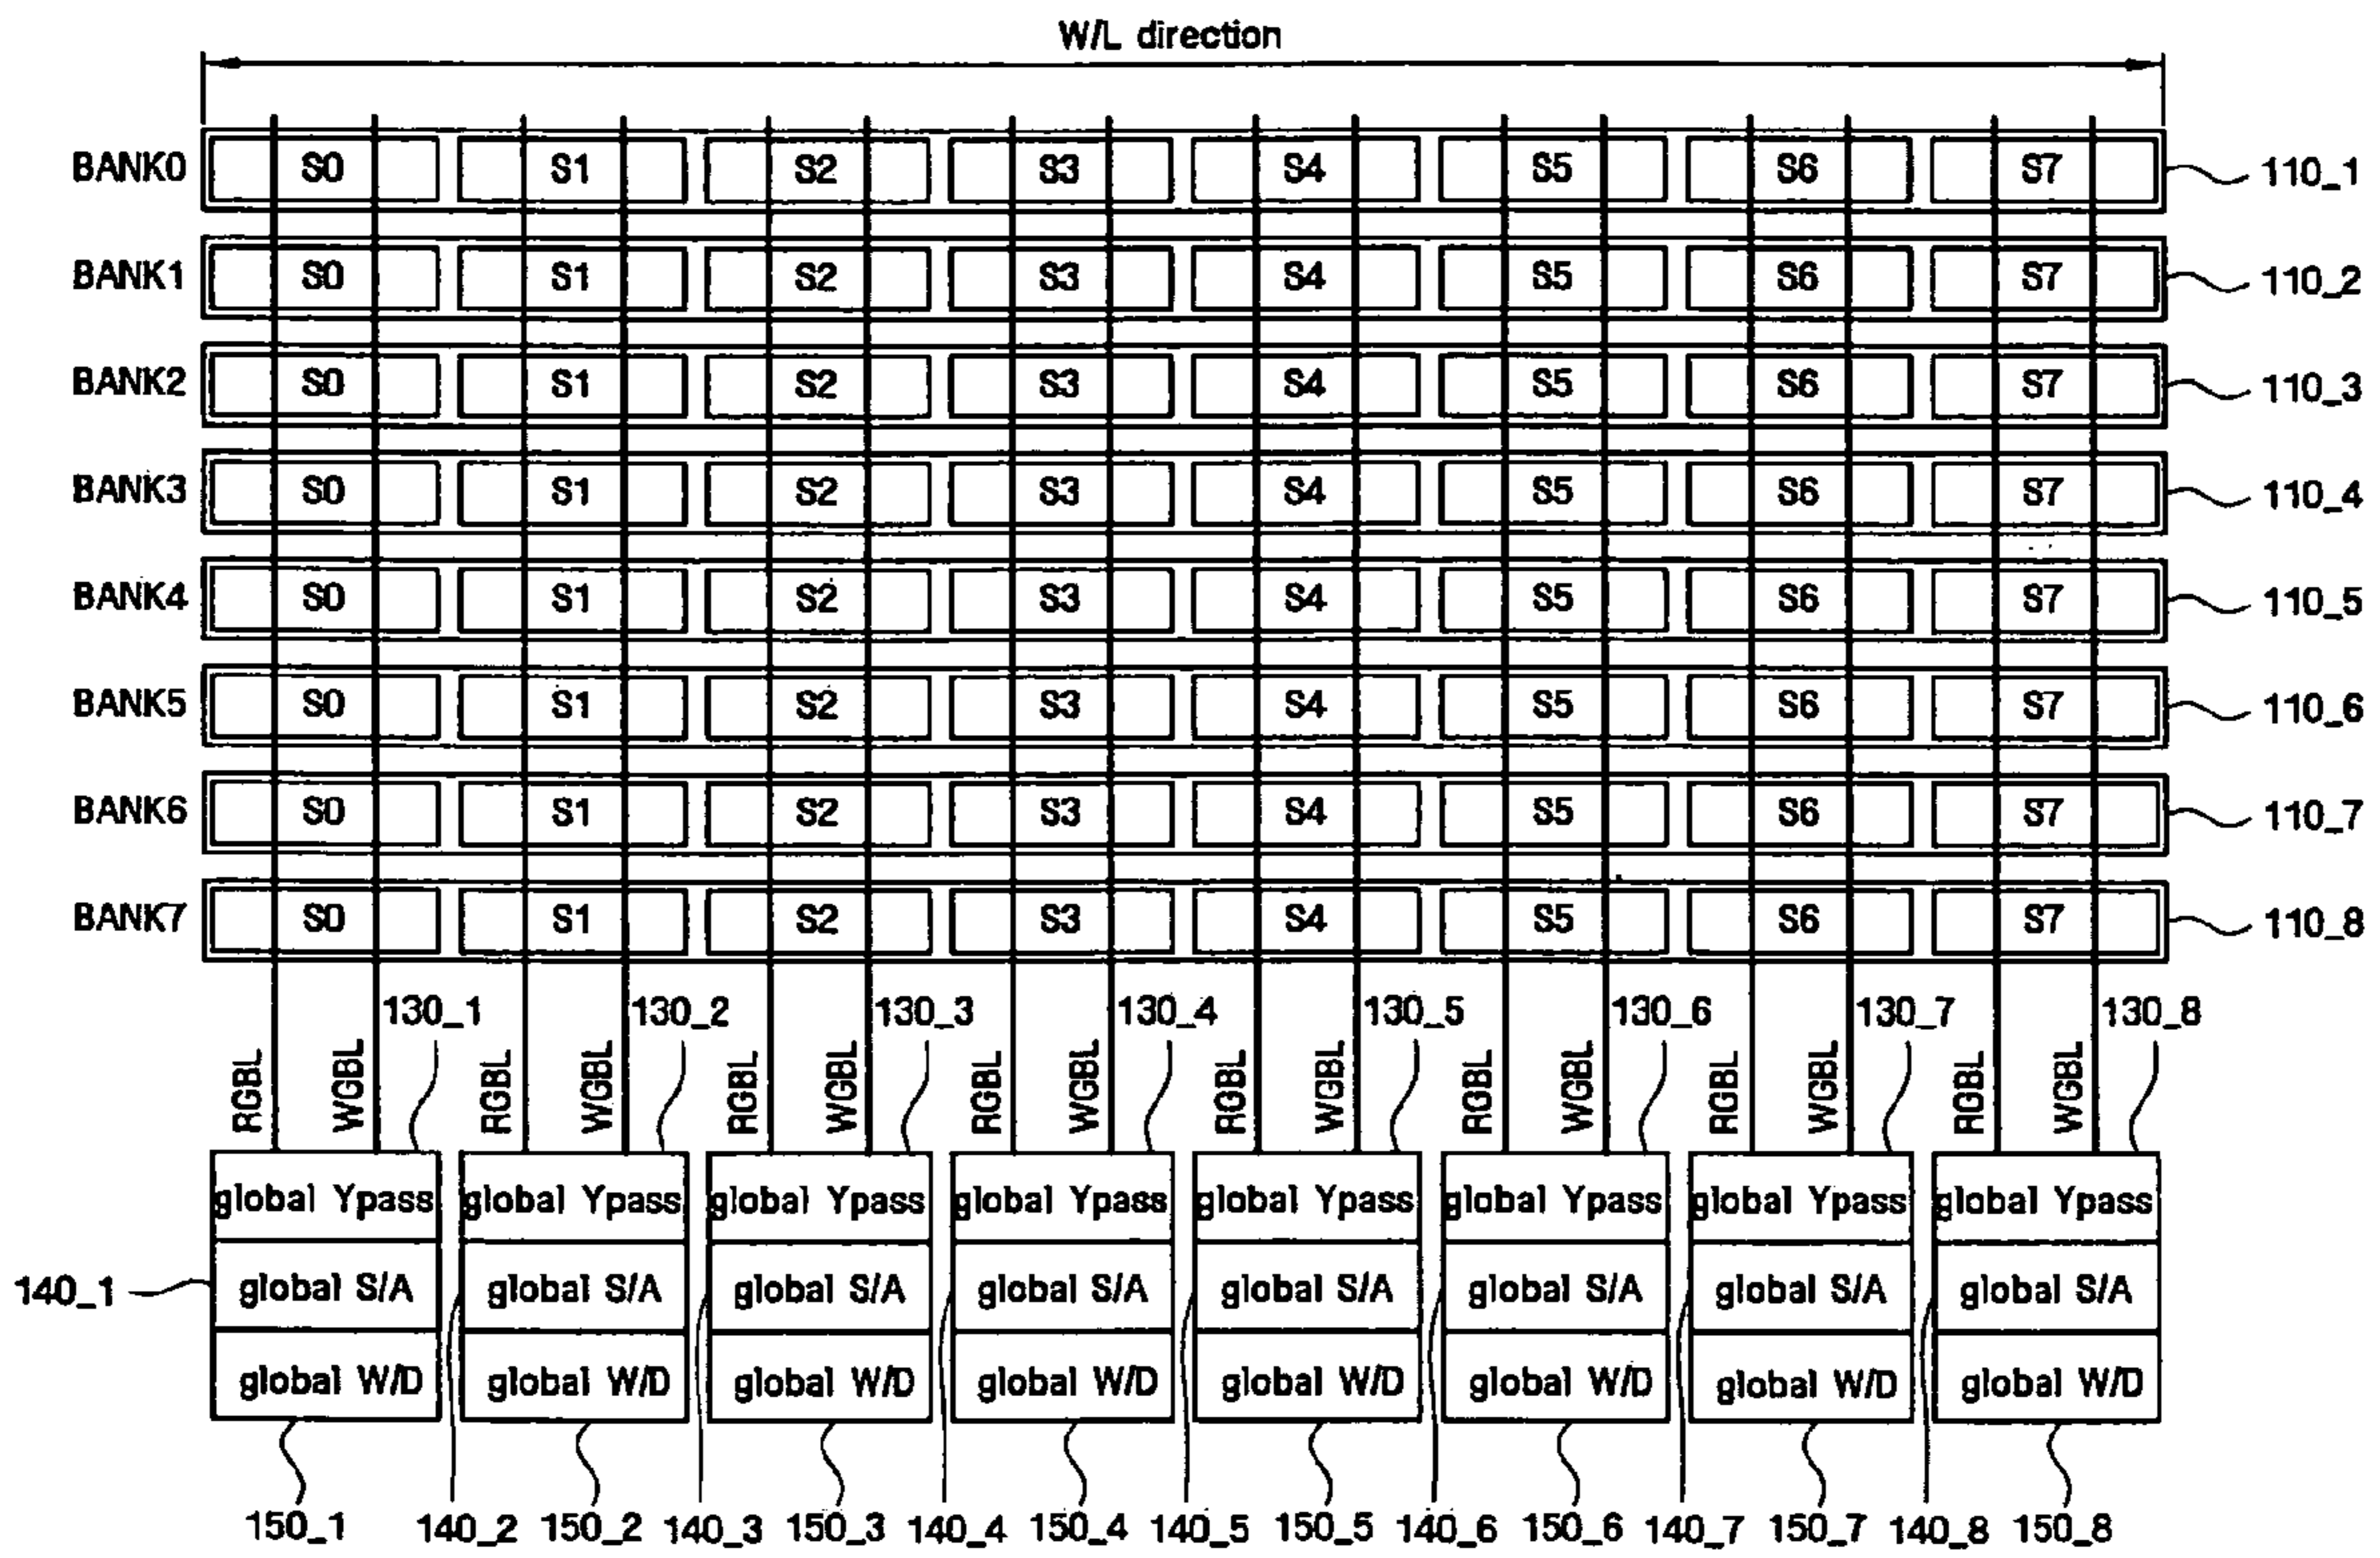 W/L direction
BANK0 S0 S1 S2 S3 S4 S5 S6 S7 110_1
BANK1 S0 S1 S2 S3 S4 S5 S6 S7 110_2
BANK2 S0 S1 S2 S3 S4 S5 S6 S7 110_3
BANK3 S0 S1 S2 S3 S4 S5 S6 S7 110_4
BANK4 S0 S1 S2 S3 S4 S5 S6 S7 110_5
BANK5 S0 S1 S2 S3 S4 S5 S6 S7 110_6
BANK6 S0 S1 S2 S3 S4 S5 S6 S7 110_7
BANK7 S0 S1 S2 S3 S4 S5 S6 S7 110_8
130_1 130_2 130_3 130_4 130_5 130_6 130_7 130_8
RGBL WGBL RGBL WGBL RGBL WGBL RGBL WGBL RGBL WGBL RGBL WGBL RGBL WGBL RGBL WGBL
global Ypass global Ypass global Ypass global Ypass global Ypass global Ypass global Ypass global Ypass
140_1 global S/A global S/A global S/A global S/A global S/A global S/A global S/A global S/A
global W/D global W/D global W/D global W/D global W/D global W/D global W/D global W/D
150_1 140_2 150_2 140_3 150_3 140_4 150_4 140_5 150_5 140_6 150_6 140_7 150_7 140_8 150_8